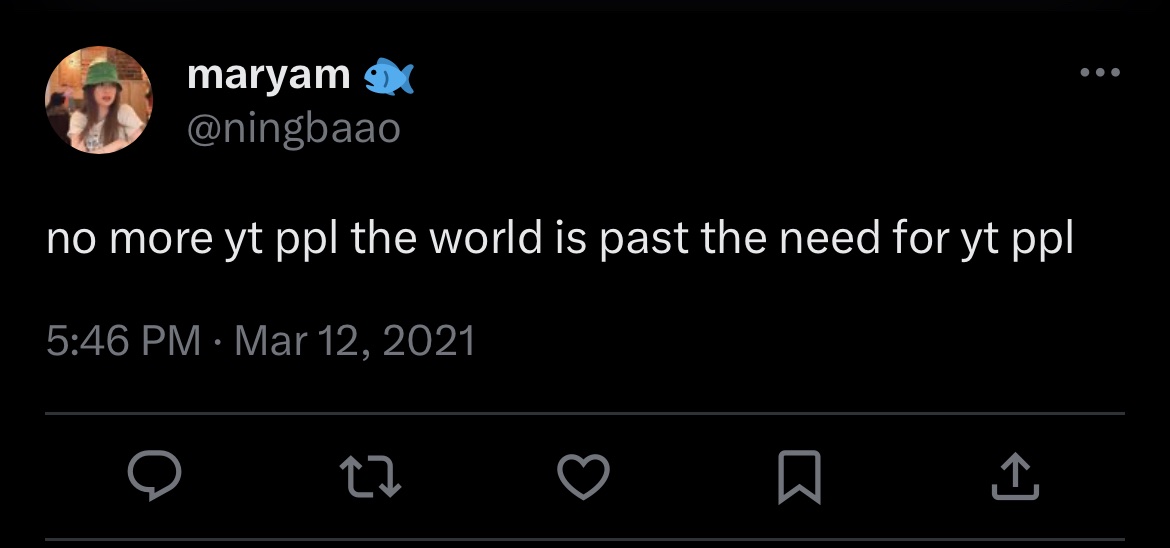 maryam 🐟
@ningbaao
no more yt ppl the world is past the need for yt ppl
5:46 PM · Mar 12, 2021